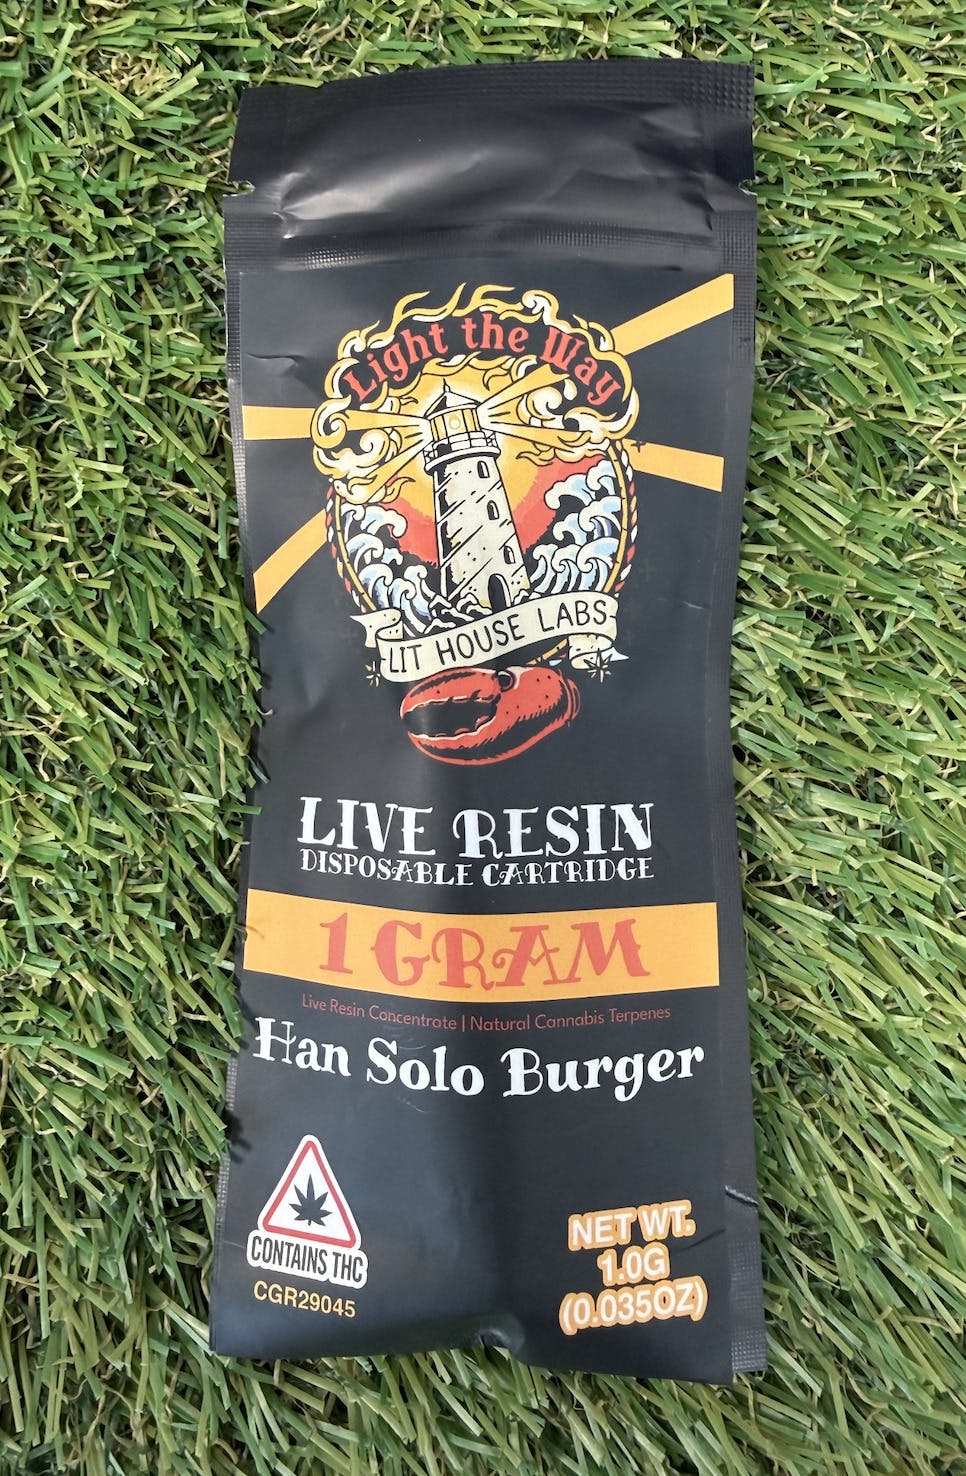 Light the Way
LIT HOUSE LABS
LIVE RESIN
DISPOSABLE CARTRIDGE
1 GRAM
Live Resin Concentrate | Natural Cannabis Terpenes
Han Solo Burger
CONTAINS THC
CGR29045
NET WT.
1.0G
(0.035OZ)